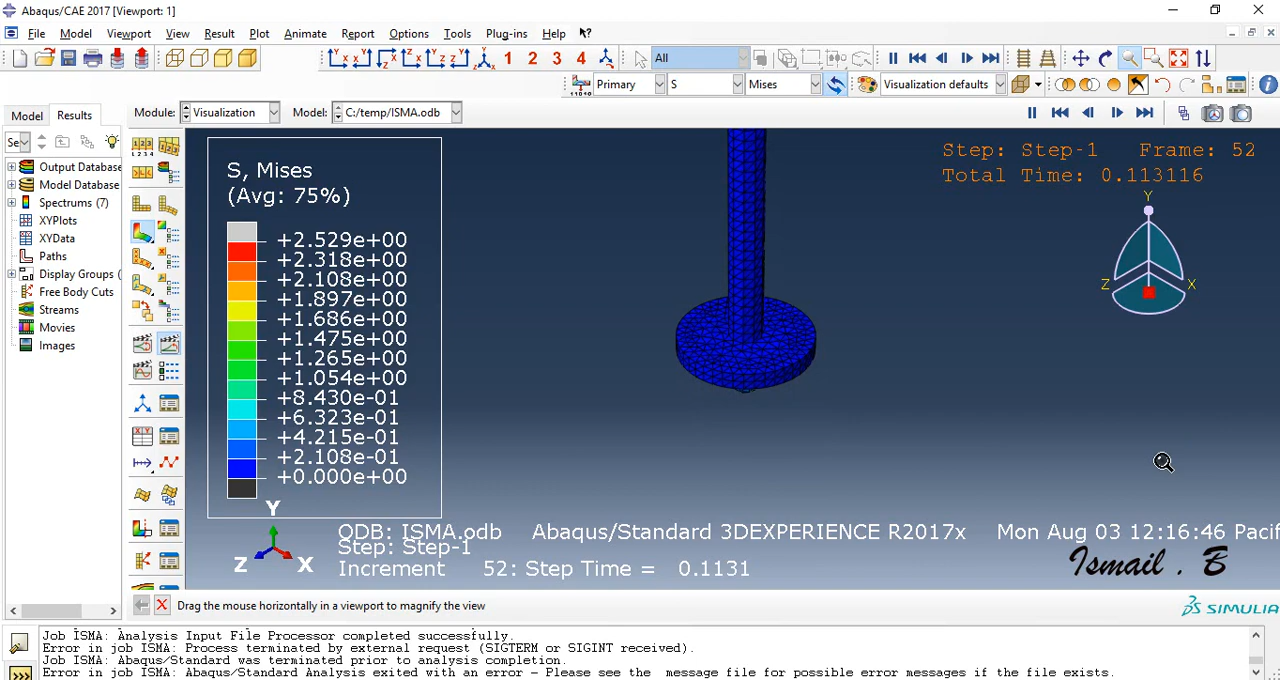 Abaqus/CAE 2017 [Viewport: 1]
File Model Viewport View Result Plot Animate Report Options Tools Plug-ins Help
1 2 3 4 All
Primary S Mises Visualization defaults
Model Results Module: Visualization Model: C:/temp/ISMA.odb
Se
Output Database
Model Database
Spectrums (7)
XYPlots
XYData
Paths
Display Groups (
Free Body Cuts
Streams
Movies
Images
S, Mises
(Avg: 75%)
+2.529e+00
+2.318e+00
+2.108e+00
+1.897e+00
+1.686e+00
+1.475e+00
+1.265e+00
+1.054e+00
+8.430e-01
+6.323e-01
+4.215e-01
+2.108e-01
+0.000e+00
Step: Step-1 Frame: 52
Total Time: 0.113116
Y
Z X
Y
Z X
ODB: ISMA.odb Abaqus/Standard 3DEXPERIENCE R2017x Mon Aug 03 12:16:46 Pacif
Step: Step-1
Increment 52: Step Time = 0.1131
Ismail . B
Drag the mouse horizontally in a viewport to magnify the view
SIMULIA
Job ISMA: Analysis Input File Processor completed successfully.
Error in job ISMA: Process terminated by external request (SIGTERM or SIGINT received).
Job ISMA: Abaqus/Standard was terminated prior to analysis completion.
Error in job ISMA: Abaqus/Standard Analysis exited with an error - Please see the message file for possible error messages if the file exists.
>>>